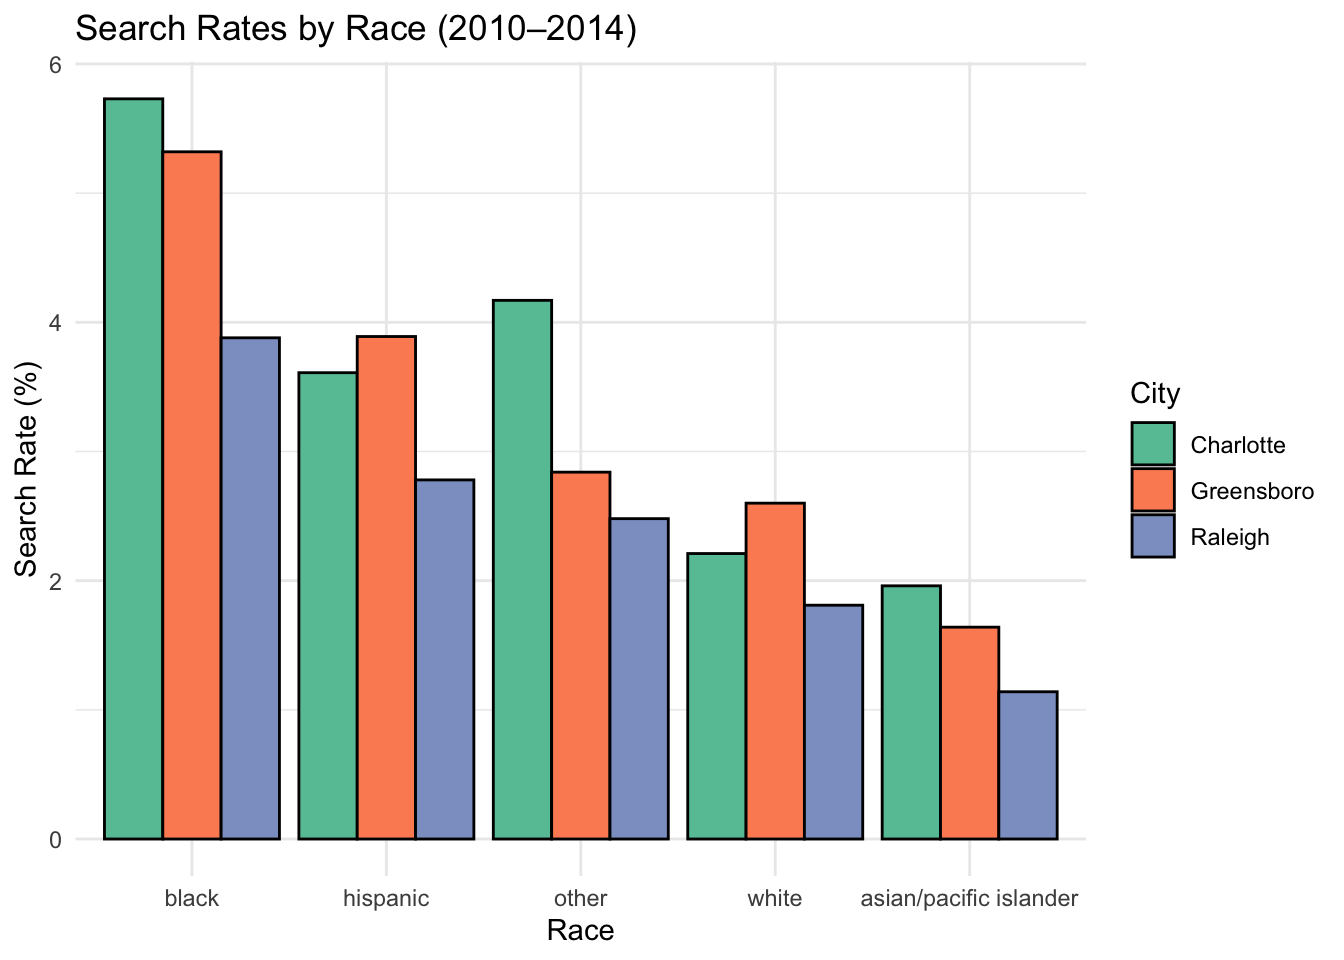 Search Rates by Race (2010–2014)
6
4
2
0
Search Rate (%)
black hispanic other white asian/pacific islander
Race
City
Charlotte
Greensboro
Raleigh